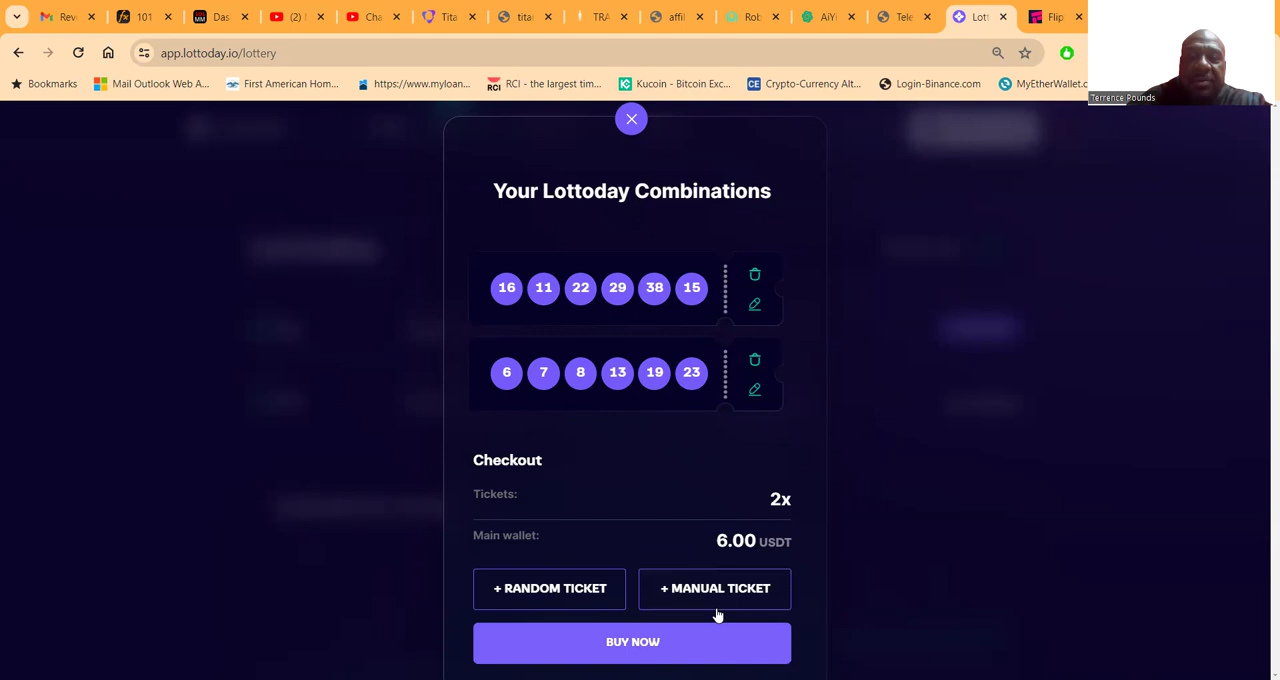 Rev 101 Das (2) Cha Tita titan TRA affil Rob AiYi Tele Lott Flip
app.lottoday.io/lottery
Bookmarks Mail Outlook Web A... First American Hom... https://www.myloan... RCI - the largest tim... Kucoin - Bitcoin Exc... Crypto-Currency Alt... Login-Binance.com MyEtherWallet.c
Terrence Pounds
Your Lottoday Combinations
16 11 22 29 38 15
6 7 8 13 19 23
Checkout
Tickets: 2x
Main wallet: 6.00 USDT
+ RANDOM TICKET + MANUAL TICKET
BUY NOW